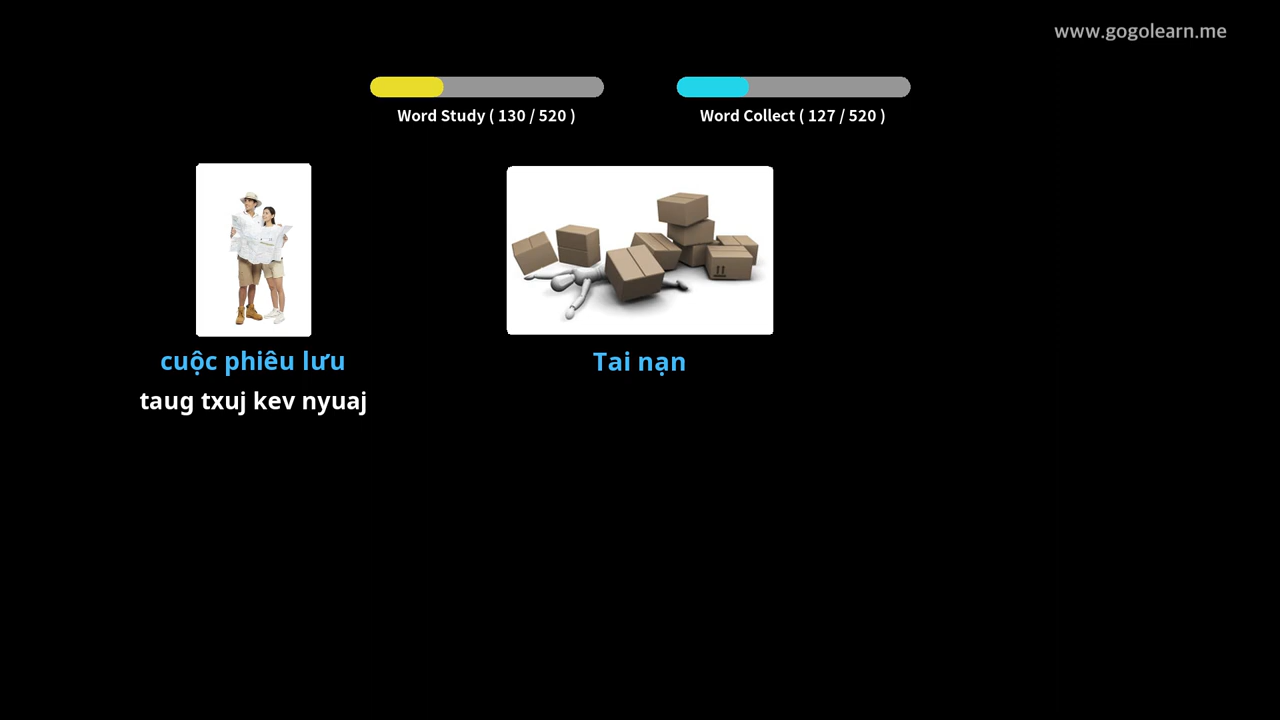 www.gogolearn.me
Word Study ( 130 / 520 )
Word Collect ( 127 / 520 )
cuộc phiêu lưu
Tai nạn
taug txuj kev nyuaj